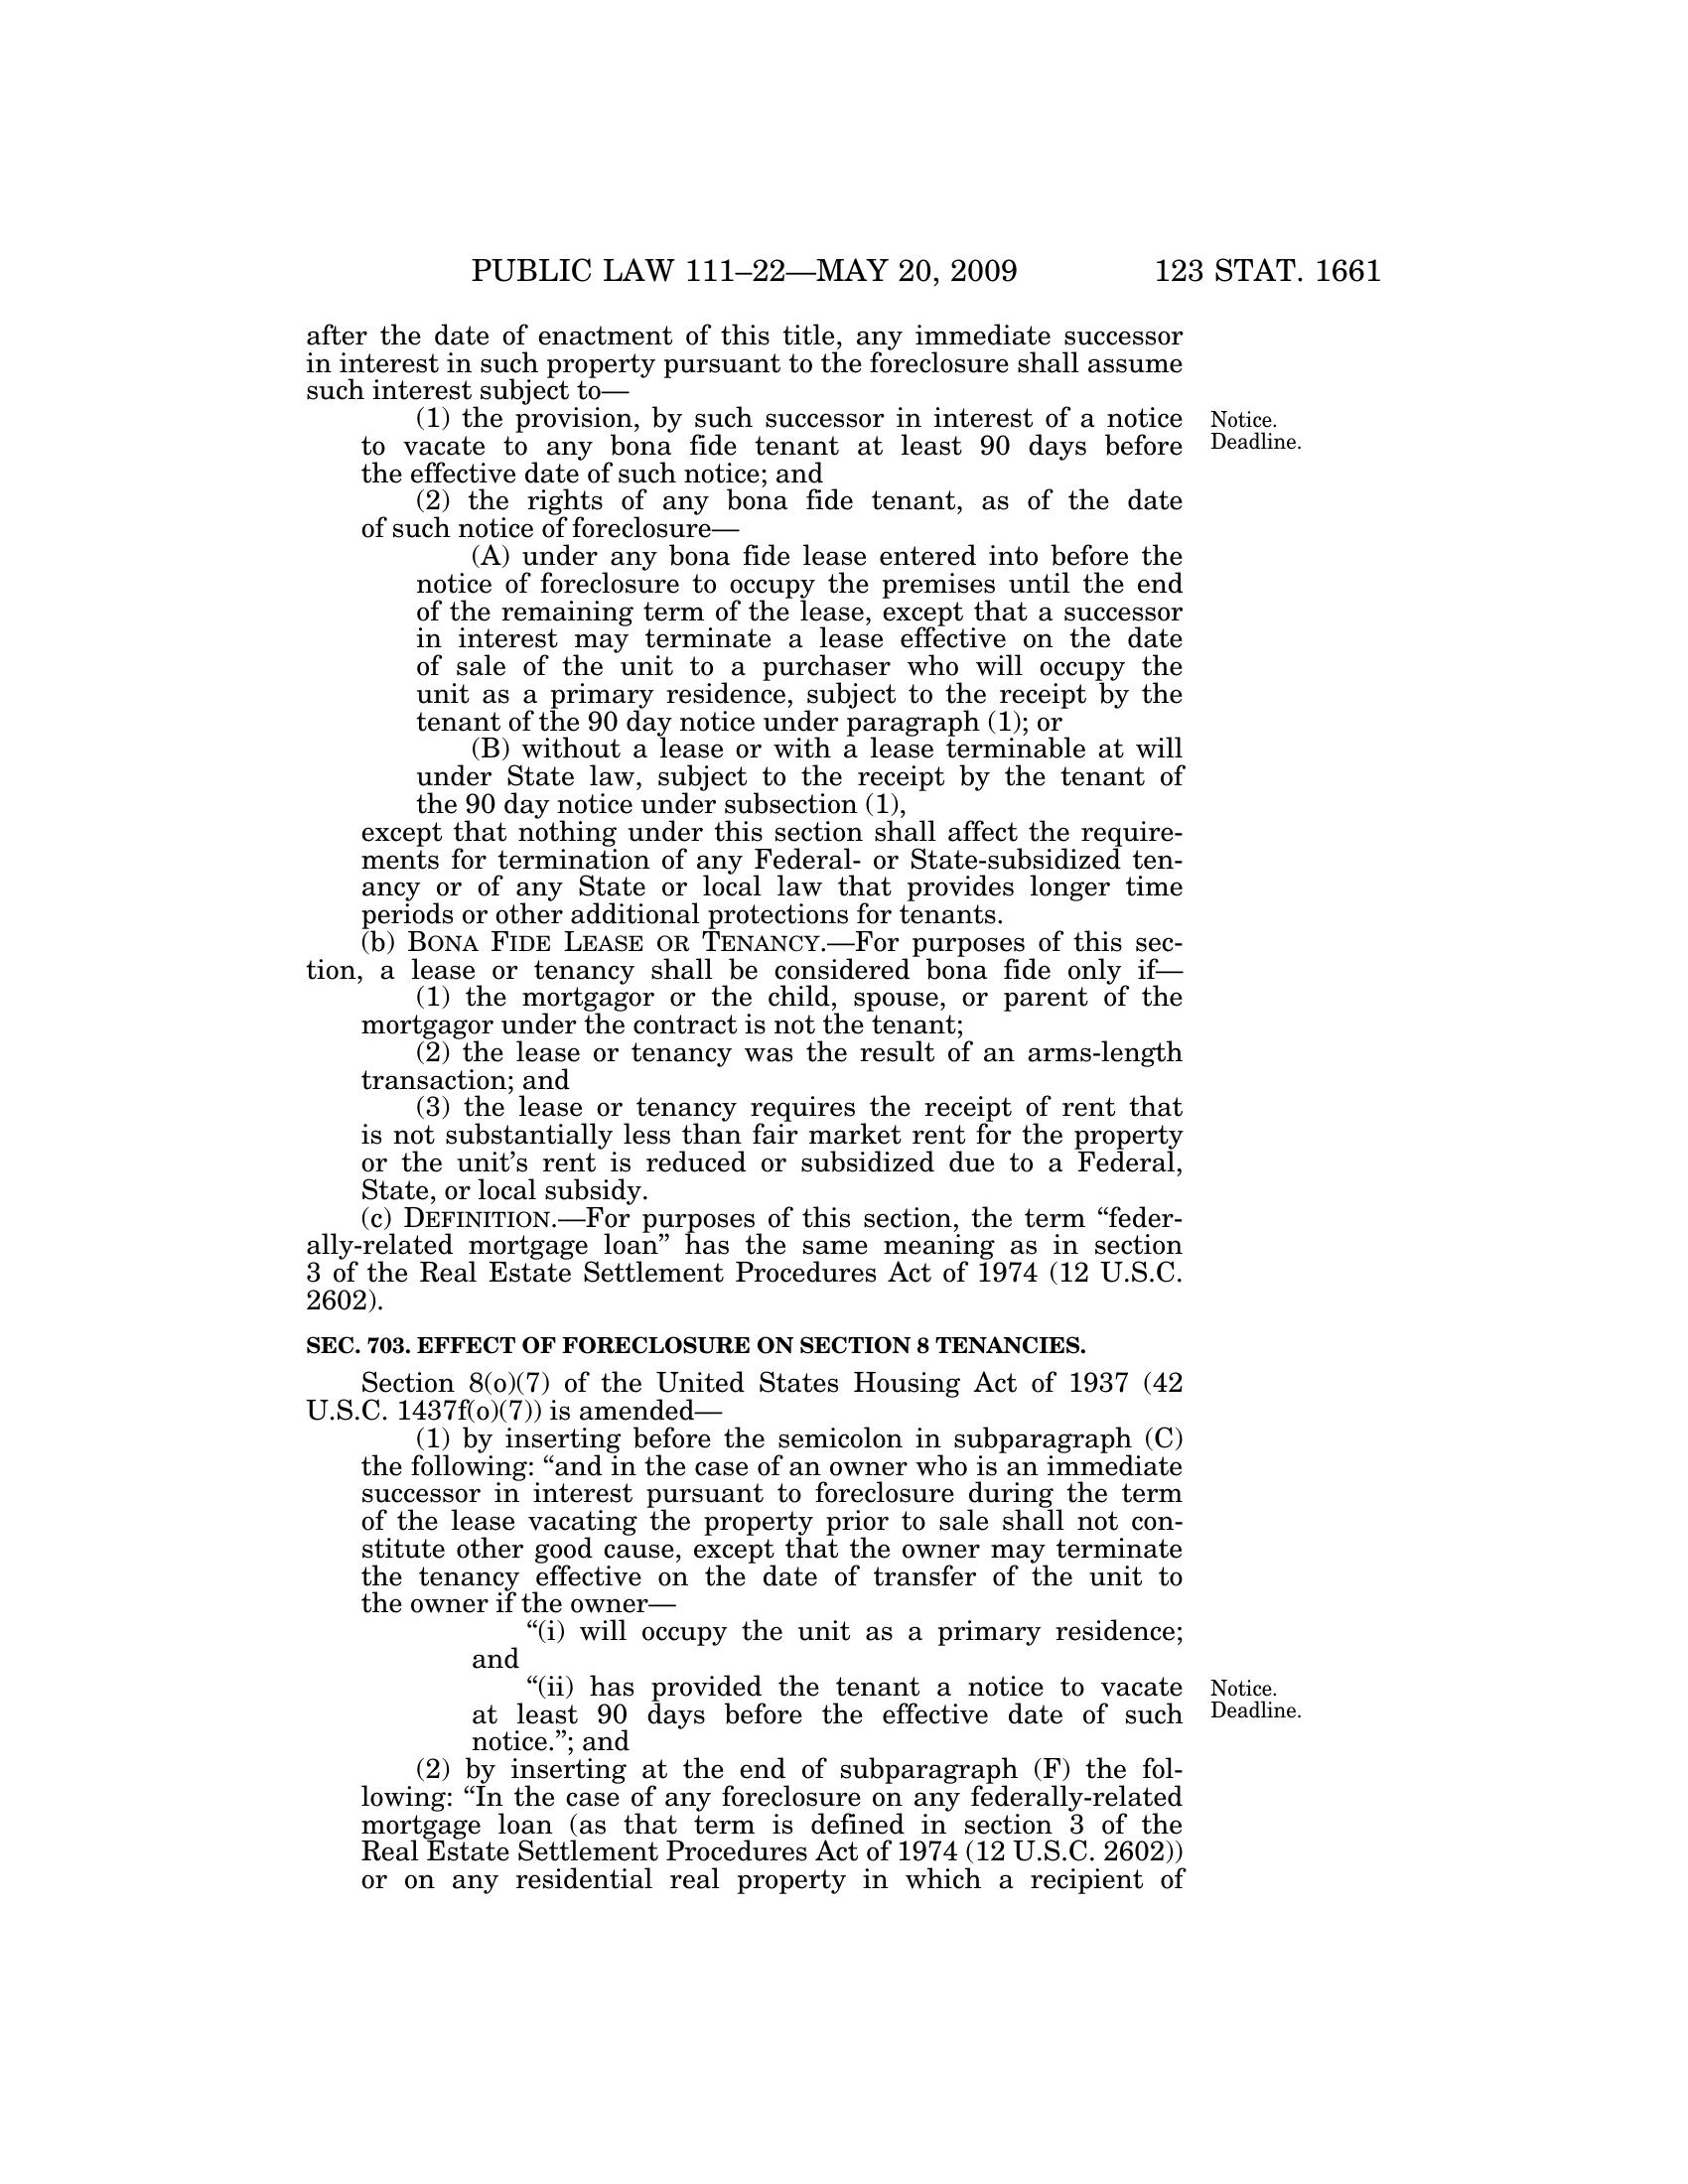 PUBLIC LAW 111–22—MAY 20, 2009 123 STAT. 1661
after the date of enactment of this title, any immediate successor
in interest in such property pursuant to the foreclosure shall assume
such interest subject to—
(1) the provision, by such successor in interest of a notice
to vacate to any bona fide tenant at least 90 days before
the effective date of such notice; and
Notice.
Deadline.
(2) the rights of any bona fide tenant, as of the date
of such notice of foreclosure—
(A) under any bona fide lease entered into before the
notice of foreclosure to occupy the premises until the end
of the remaining term of the lease, except that a successor
in interest may terminate a lease effective on the date
of sale of the unit to a purchaser who will occupy the
unit as a primary residence, subject to the receipt by the
tenant of the 90 day notice under paragraph (1); or
(B) without a lease or with a lease terminable at will
under State law, subject to the receipt by the tenant of
the 90 day notice under subsection (1),
except that nothing under this section shall affect the require-
ments for termination of any Federal- or State-subsidized ten-
ancy or of any State or local law that provides longer time
periods or other additional protections for tenants.
(b) BONA FIDE LEASE OR TENANCY.—For purposes of this sec-
tion, a lease or tenancy shall be considered bona fide only if—
(1) the mortgagor or the child, spouse, or parent of the
mortgagor under the contract is not the tenant;
(2) the lease or tenancy was the result of an arms-length
transaction; and
(3) the lease or tenancy requires the receipt of rent that
is not substantially less than fair market rent for the property
or the unit's rent is reduced or subsidized due to a Federal,
State, or local subsidy.
(c) DEFINITION.—For purposes of this section, the term “feder-
ally-related mortgage loan” has the same meaning as in section
3 of the Real Estate Settlement Procedures Act of 1974 (12 U.S.C.
2602).
SEC. 703. EFFECT OF FORECLOSURE ON SECTION 8 TENANCIES.
Section 8(o)(7) of the United States Housing Act of 1937 (42
U.S.C. 1437f(o)(7)) is amended—
(1) by inserting before the semicolon in subparagraph (C)
the following: “and in the case of an owner who is an immediate
successor in interest pursuant to foreclosure during the term
of the lease vacating the property prior to sale shall not con-
stitute other good cause, except that the owner may terminate
the tenancy effective on the date of transfer of the unit to
the owner if the owner—
“(i) will occupy the unit as a primary residence;
and
“(ii) has provided the tenant a notice to vacate
at least 90 days before the effective date of such
notice.”; and
Notice.
Deadline.
(2) by inserting at the end of subparagraph (F) the fol-
lowing: “In the case of any foreclosure on any federally-related
mortgage loan (as that term is defined in section 3 of the
Real Estate Settlement Procedures Act of 1974 (12 U.S.C. 2602))
or on any residential real property in which a recipient of